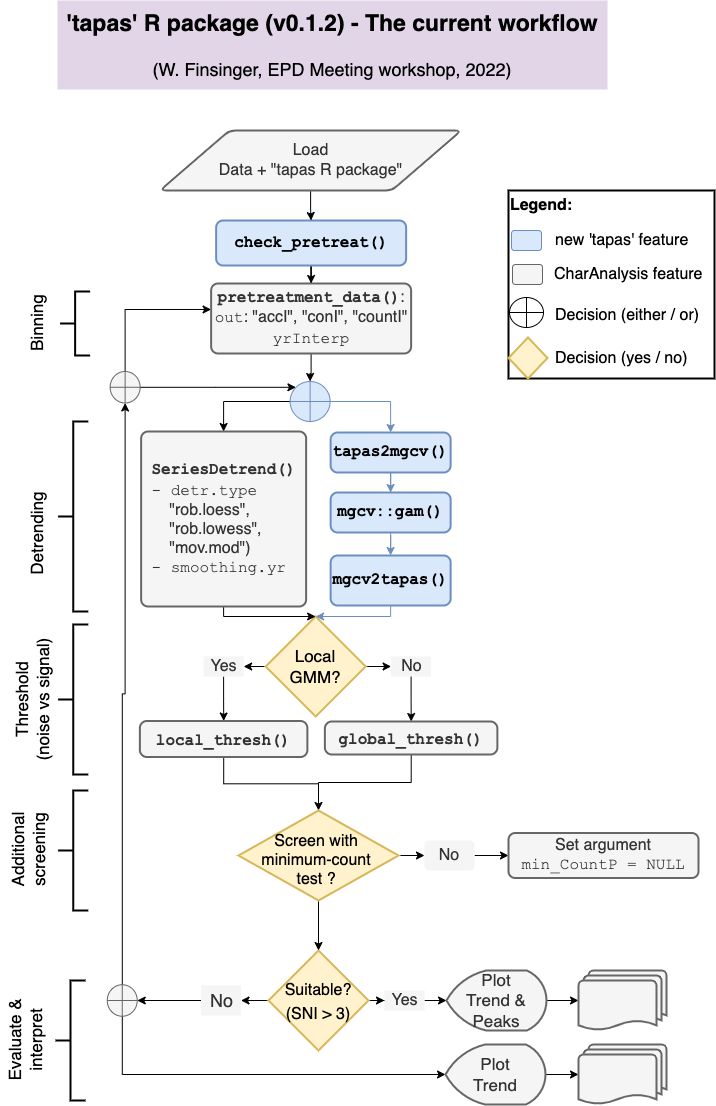 'tapas' R package (v0.1.2) - The current workflow
(W. Finsinger, EPD Meeting workshop, 2022)
Load
Data + "tapas R package"
Legend:
new 'tapas' feature
CharAnalysis feature
Decision (either / or)
Decision (yes / no)
check_pretreat()
Binning
pretreatment_data():
out: "accI", "conI", "countI"
yrInterp
Detrending
SeriesDetrend()
- detr.type
"rob.loess",
"rob.lowess",
"mov.mod")
- smoothing.yr
tapas2mgcv()
mgcv::gam()
mgcv2tapas()
Threshold
(noise vs signal)
Local
GMM?
Yes
No
local_thresh()
global_thresh()
Additional
screening
Screen with
minimum-count
test ?
No
Set argument
min_CountP = NULL
Evaluate &
interpret
Suitable?
(SNI > 3)
No
Yes
Plot
Trend &
Peaks
Plot
Trend